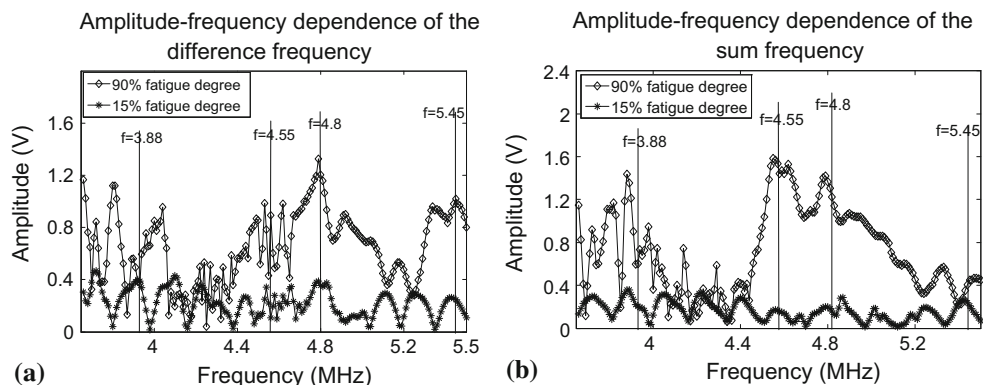 Amplitude-frequency dependence of the
difference frequency
90% fatigue degree
15% fatigue degree
f=3.88
f=4.55
f=4.8
f=5.45
1.6
1.2
0.8
0.4
0
Amplitude (V)
4
4.4
4.8
5.2
5.5
Frequency (MHz)
(a)
Amplitude-frequency dependence of the
sum frequency
90% fatigue degree
15% fatigue degree
f=3.88
f=4.55
f=4.8
f=5.45
2.4
2
1.6
1.2
0.8
0.4
0
Amplitude (V)
4
4.4
4.8
5.2
Frequency (MHz)
(b)